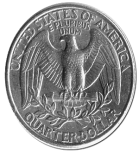 UNITED STATES OF AMERICA
E PLURIBUS
UNUM
QUARTER DOLLAR